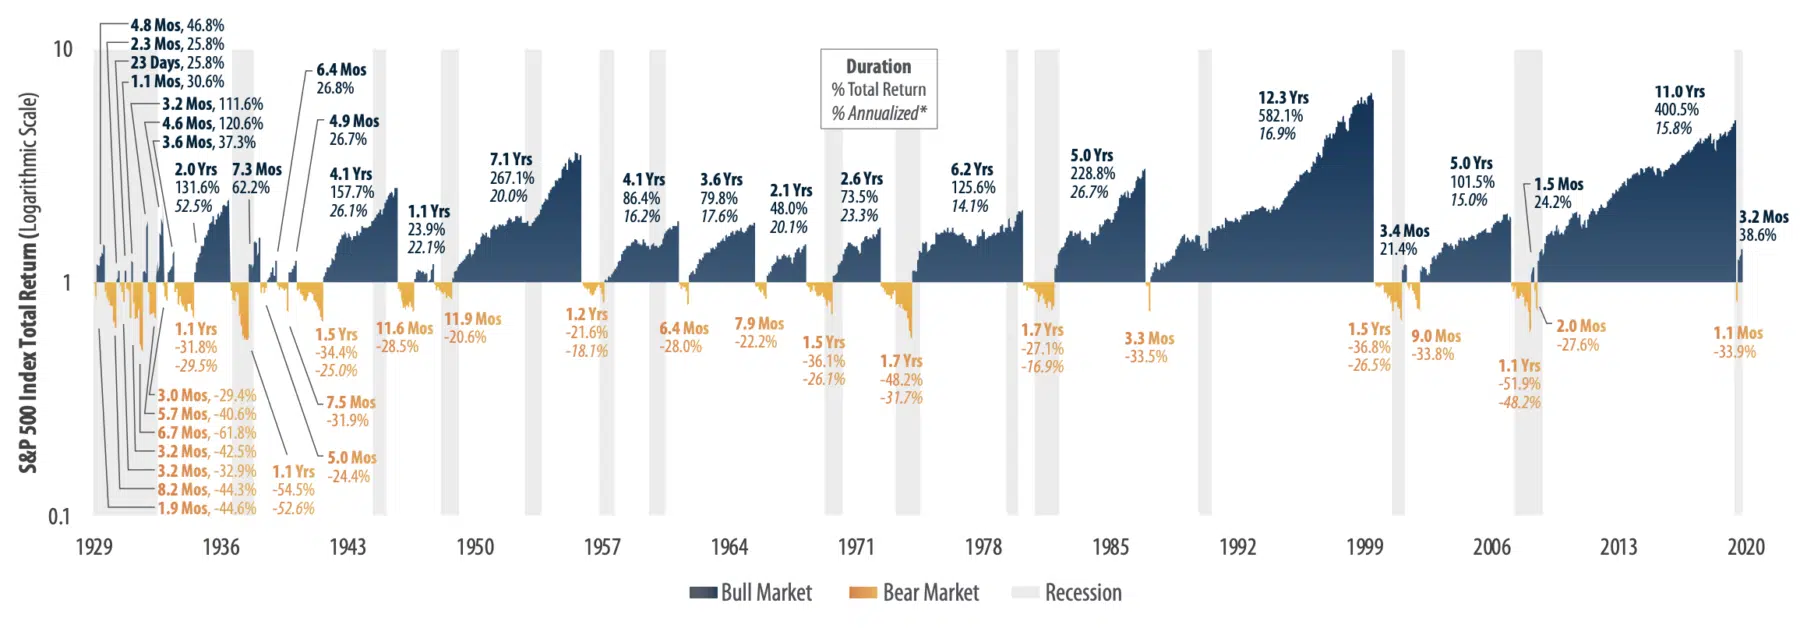 S&P 500 Index Total Return (Logarithmic Scale)
10
1
0.1
4.8 Mos, 46.8%
2.3 Mos, 25.8%
23 Days, 25.8%
1.1 Mos, 30.6%
3.2 Mos, 111.6%
4.6 Mos, 120.6%
3.6 Mos, 37.3%
2.0 Yrs
131.6%
52.5%
7.3 Mos
62.2%
6.4 Mos
26.8%
4.9 Mos
26.7%
4.1 Yrs
157.7%
26.1%
1.1 Yrs
23.9%
22.1%
7.1 Yrs
267.1%
20.0%
4.1 Yrs
86.4%
16.2%
3.6 Yrs
79.8%
17.6%
2.1 Yrs
48.0%
20.1%
Duration
% Total Return
% Annualized*
2.6 Yrs
73.5%
23.3%
6.2 Yrs
125.6%
14.1%
5.0 Yrs
228.8%
26.7%
12.3 Yrs
582.1%
16.9%
3.4 Mos
21.4%
5.0 Yrs
101.5%
15.0%
1.5 Mos
24.2%
11.0 Yrs
400.5%
15.8%
3.2 Mos
38.6%
1.1 Yrs
-31.8%
-29.5%
3.0 Mos, -29.4%
5.7 Mos, -40.6%
6.7 Mos, -61.8%
3.2 Mos, -42.5%
3.2 Mos, -32.9%
8.2 Mos, -44.3%
1.9 Mos, -44.6%
1.1 Yrs
-54.5%
-52.6%
5.0 Mos
-24.4%
7.5 Mos
-31.9%
1.5 Yrs
-34.4%
-25.0%
11.6 Mos
-28.5%
11.9 Mos
-20.6%
1.2 Yrs
-21.6%
-18.1%
6.4 Mos
-28.0%
7.9 Mos
-22.2%
1.5 Yrs
-36.1%
-26.1%
1.7 Yrs
-48.2%
-31.7%
1.7 Yrs
-27.1%
-16.9%
3.3 Mos
-33.5%
1.5 Yrs
-36.8%
-26.5%
9.0 Mos
-33.8%
1.1 Yrs
-51.9%
-48.2%
2.0 Mos
-27.6%
1.1 Mos
-33.9%
1929 1936 1943 1950 1957 1964 1971 1978 1985 1992 1999 2006 2013 2020
Bull Market Bear Market Recession